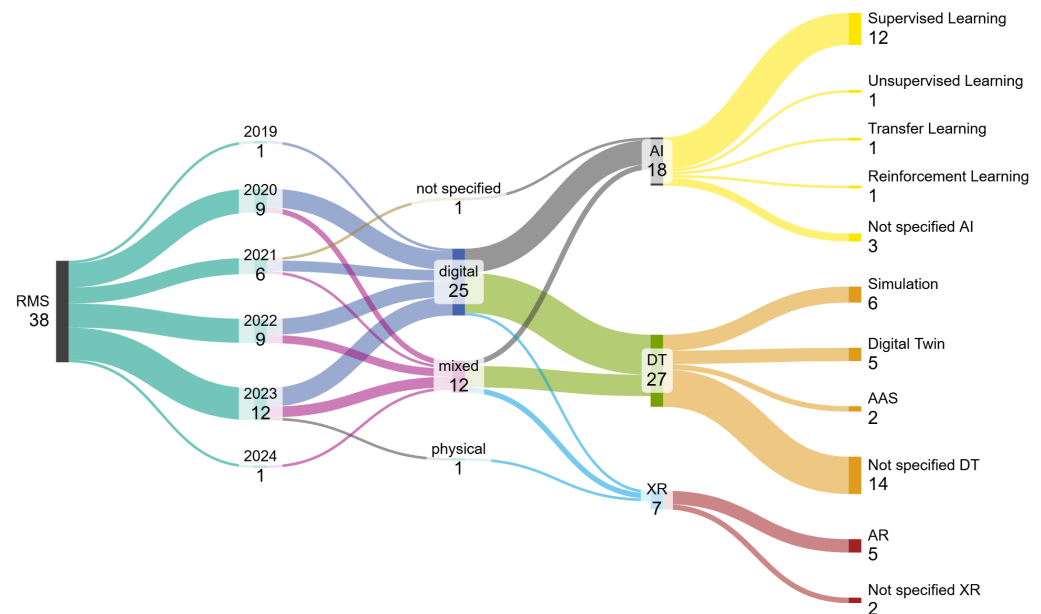 RMS
38
2019
1
2020
9
2021
6
2022
9
2023
12
2024
1
not specified
1
digital
25
mixed
12
physical
1
AI
18
DT
27
XR
7
Supervised Learning
12
Unsupervised Learning
1
Transfer Learning
1
Reinforcement Learning
1
Not specified AI
3
Simulation
6
Digital Twin
5
AAS
2
Not specified DT
14
AR
5
Not specified XR
2